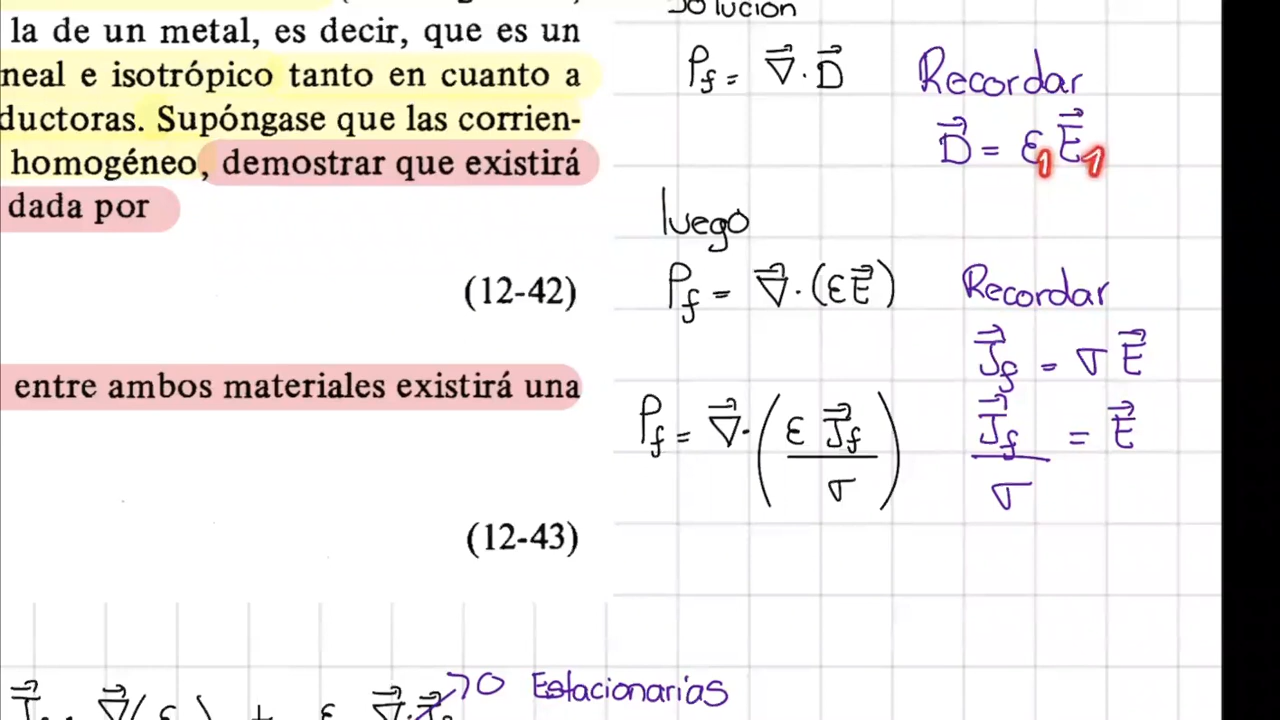 la de un metal, es decir, que es un
neal e isotrópico tanto en cuanto a
ductoras. Supóngase que las corrien-
homogéneo, demostrar que existirá
dada por
(12-42)
entre ambos materiales existirá una
(12-43)
Solución
ρf = ∇⃗·D⃗
Recordar
D⃗ = ε₁E⃗₁
luego
ρf = ∇⃗·(εE⃗)
Recordar
J⃗f = σE⃗
J⃗f/σ = E⃗
ρf = ∇⃗·(ε J⃗f/σ)
→0 Estacionarias